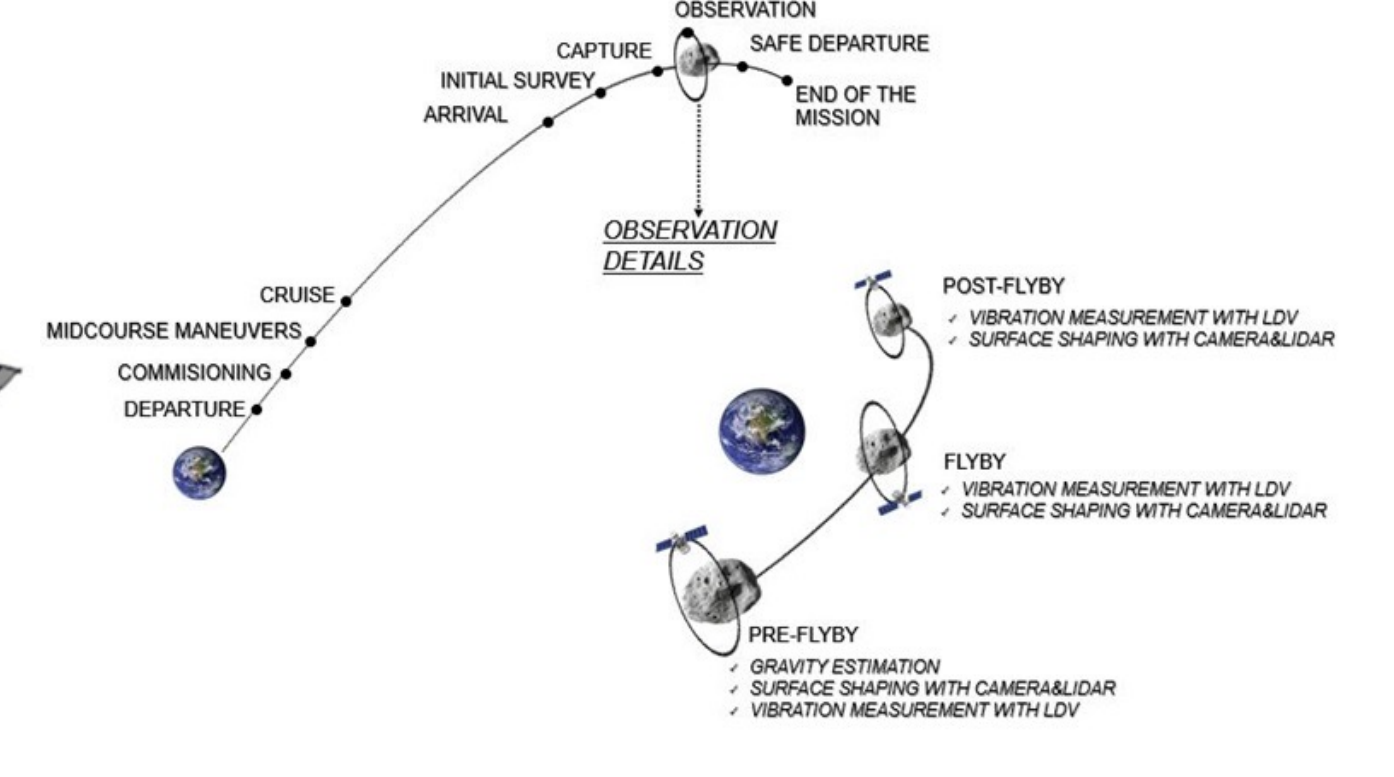 OBSERVATION
CAPTURE
SAFE DEPARTURE
INITIAL SURVEY
END OF THE
MISSION
ARRIVAL
OBSERVATION
DETAILS
CRUISE
MIDCOURSE MANEUVERS
COMMISIONING
DEPARTURE
POST-FLYBY
✓ VIBRATION MEASUREMENT WITH LDV
✓ SURFACE SHAPING WITH CAMERA&LIDAR
FLYBY
✓ VIBRATION MEASUREMENT WITH LDV
✓ SURFACE SHAPING WITH CAMERA&LIDAR
PRE-FLYBY
✓ GRAVITY ESTIMATION
✓ SURFACE SHAPING WITH CAMERA&LIDAR
✓ VIBRATION MEASUREMENT WITH LDV